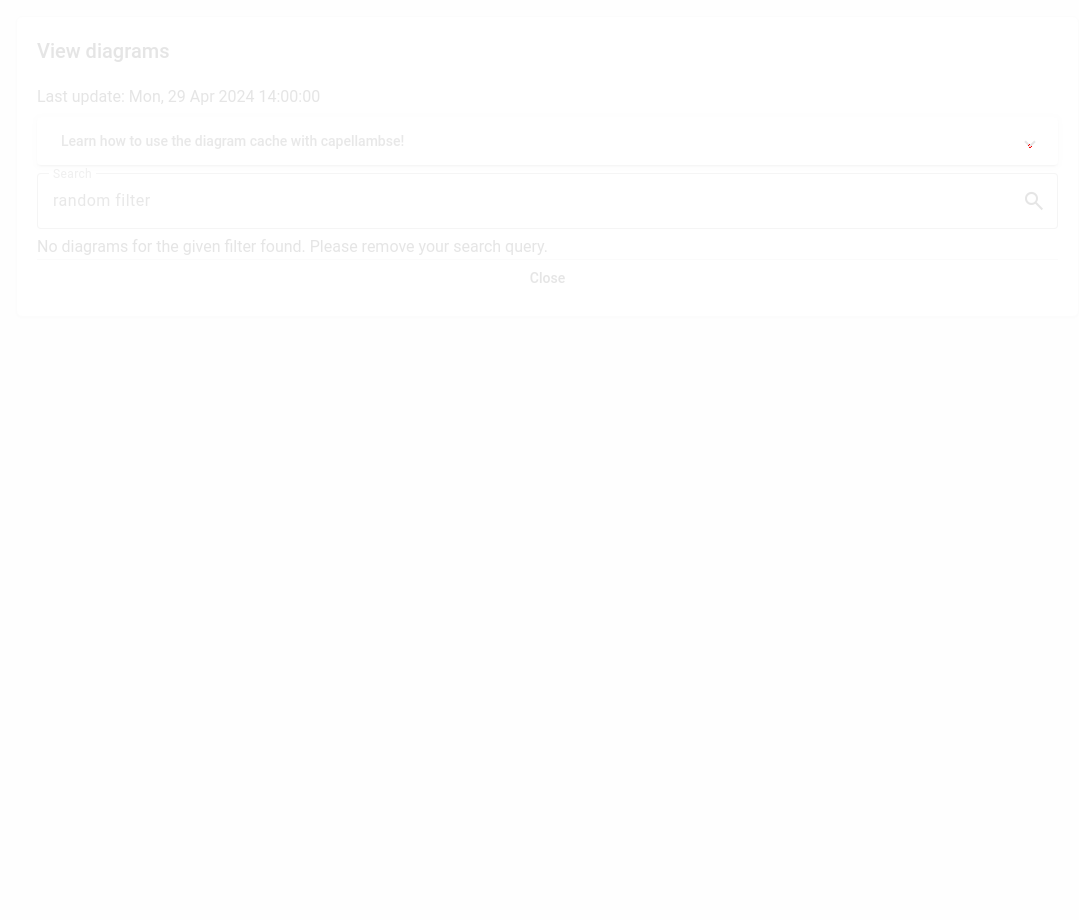 View diagrams
Last update: Mon, 29 Apr 2024 14:00:00
Learn how to use the diagram cache with capellambse!
Search
random filter
No diagrams for the given filter found. Please remove your search query.
Close